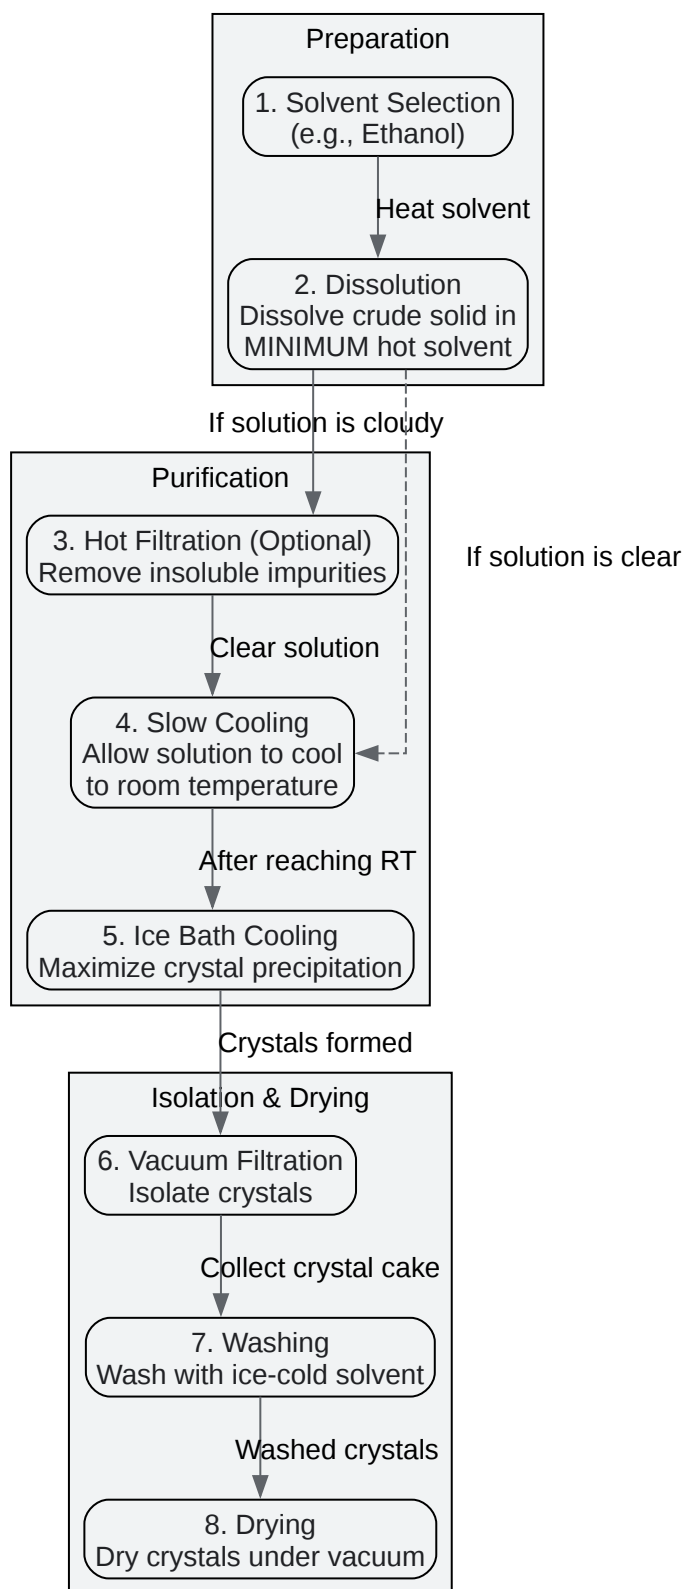 Preparation
1. Solvent Selection
(e.g., Ethanol)
Heat solvent
2. Dissolution
Dissolve crude solid in
MINIMUM hot solvent
If solution is cloudy
Purification
3. Hot Filtration (Optional)
Remove insoluble impurities
If solution is clear
Clear solution
4. Slow Cooling
Allow solution to cool
to room temperature
After reaching RT
5. Ice Bath Cooling
Maximize crystal precipitation
Crystals formed
Isolation & Drying
6. Vacuum Filtration
Isolate crystals
Collect crystal cake
7. Washing
Wash with ice-cold solvent
Washed crystals
8. Drying
Dry crystals under vacuum